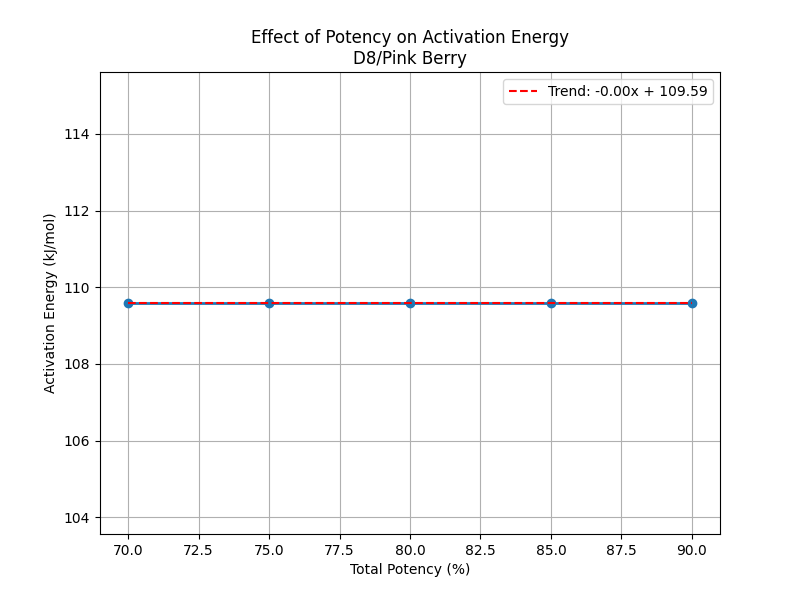 Effect of Potency on Activation Energy
D8/Pink Berry
Trend: -0.00x + 109.59
Activation Energy (kJ/mol)
114
112
110
108
106
104
70.0 72.5 75.0 77.5 80.0 82.5 85.0 87.5 90.0
Total Potency (%)